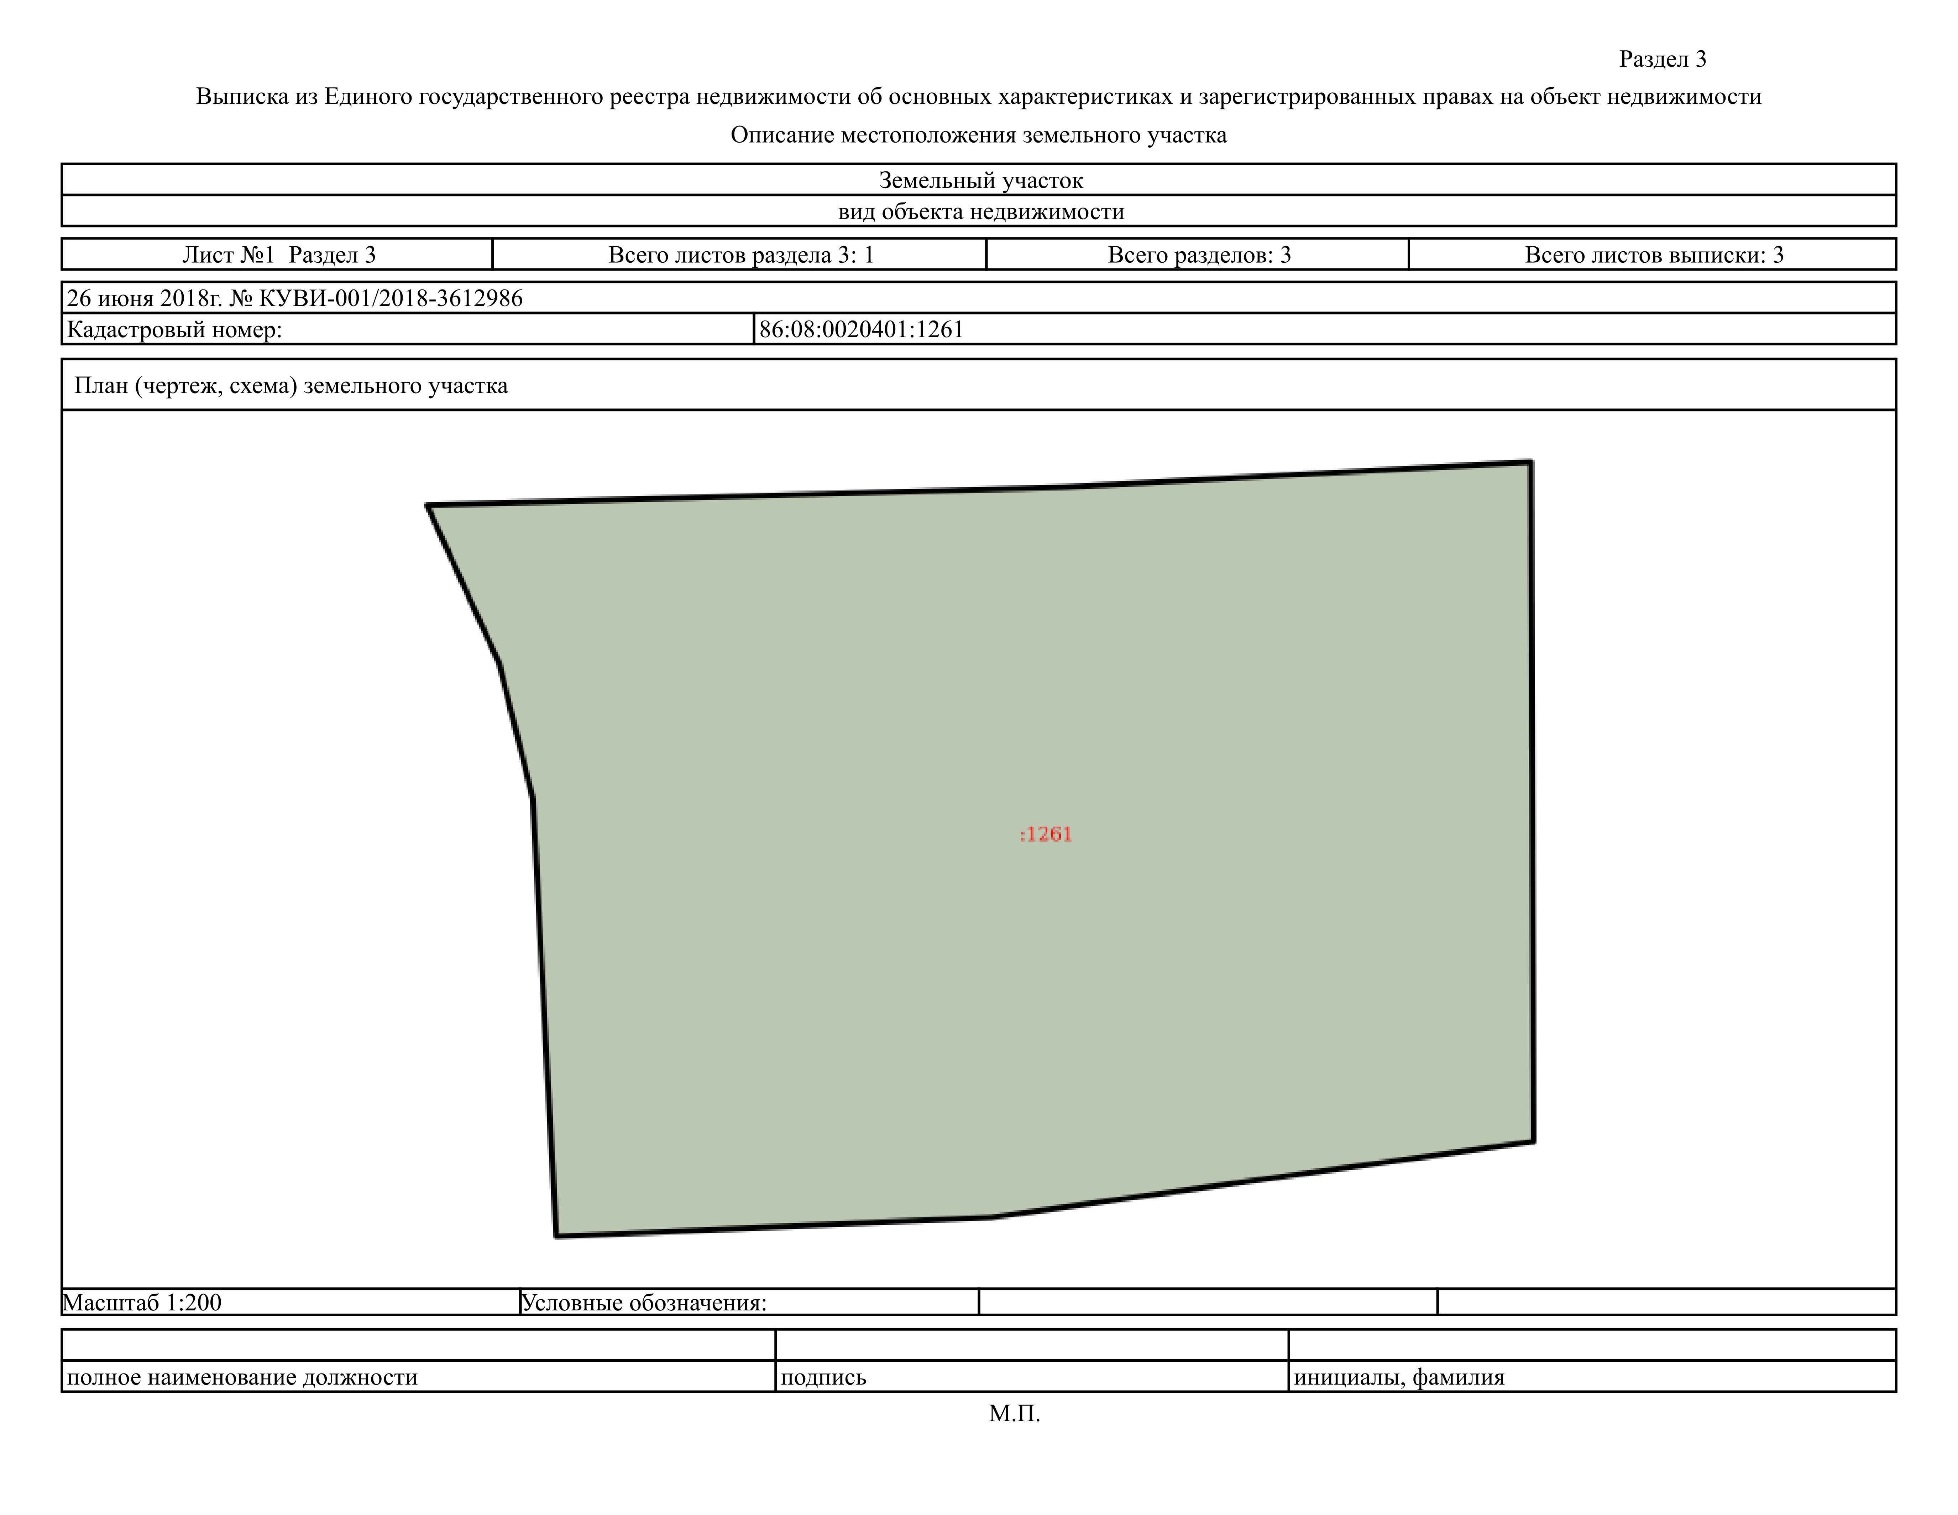 Раздел 3
Выписка из Единого государственного реестра недвижимости об основных характеристиках и зарегистрированных правах на объект недвижимости
Описание местоположения земельного участка
Земельный участок
вид объекта недвижимости
Лист №1 Раздел 3 Всего листов раздела 3: 1 Всего разделов: 3 Всего листов выписки: 3
26 июня 2018г. № КУВИ-001/2018-3612986
Кадастровый номер: 86:08:0020401:1261
План (чертеж, схема) земельного участка
:1261
Масштаб 1:200 Условные обозначения:
полное наименование должности подпись инициалы, фамилия
М.П.